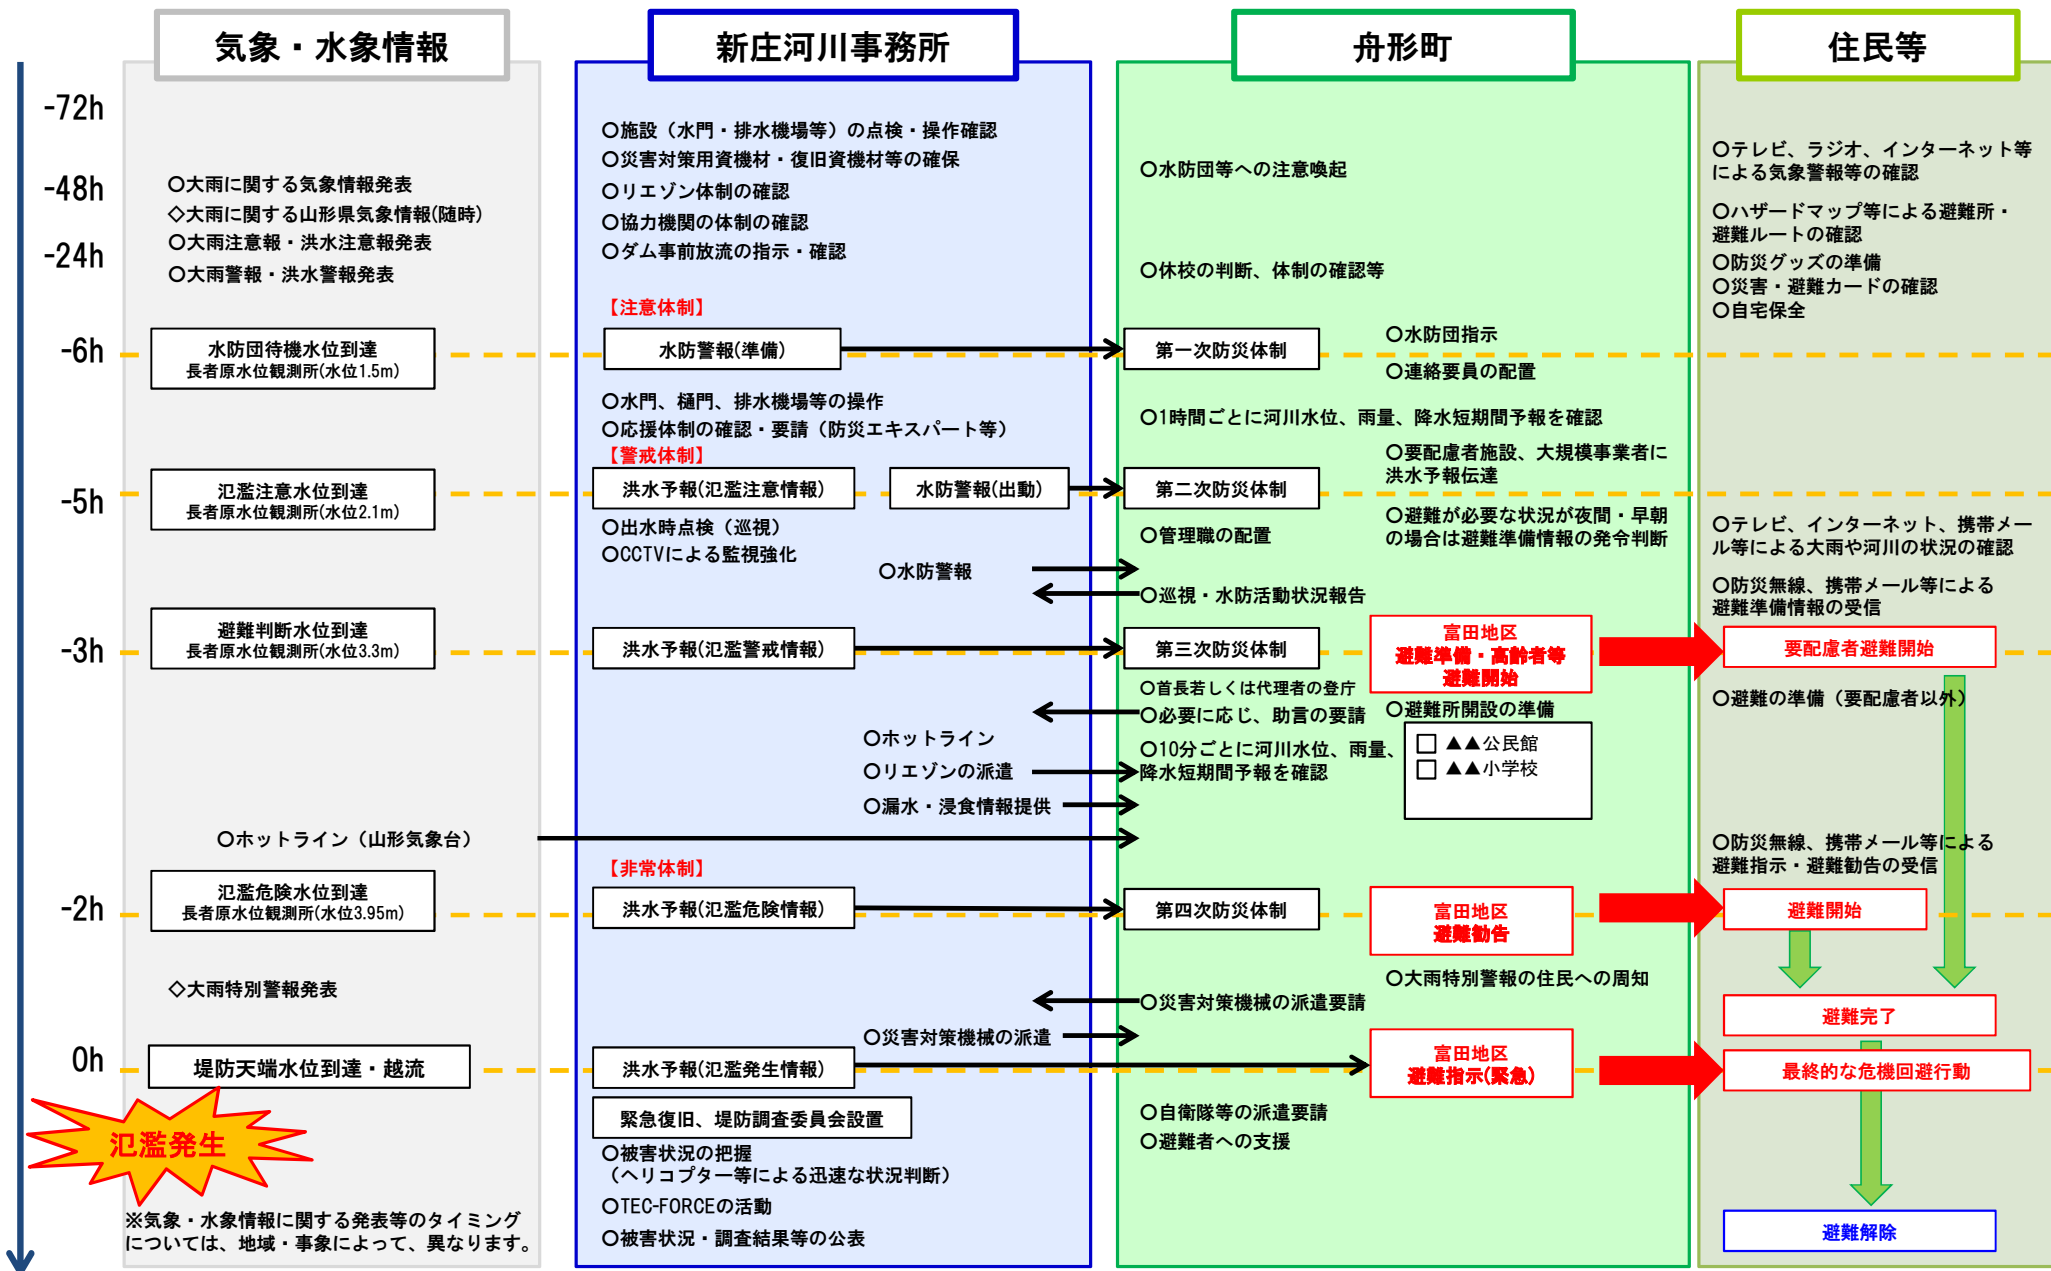 気象・水象情報
新庄河川事務所
舟形町
住民等
-72h
-48h
-24h
-6h
-5h
-3h
-2h
0h
○大雨に関する気象情報発表
◇大雨に関する山形県気象情報(随時)
○大雨注意報・洪水注意報発表
○大雨警報・洪水警報発表
水防団待機水位到達
長者原水位観測所(水位1.5m)
氾濫注意水位到達
長者原水位観測所(水位2.1m)
避難判断水位到達
長者原水位観測所(水位3.3m)
○ホットライン（山形気象台）
氾濫危険水位到達
長者原水位観測所(水位3.95m)
◇大雨特別警報発表
堤防天端水位到達・越流
氾濫発生
※気象・水象情報に関する発表等のタイミング
については、地域・事象によって、異なります。
○施設（水門・排水機場等）の点検・操作確認
○災害対策用資機材・復旧資機材等の確保
○リエゾン体制の確認
○協力機関の体制の確認
○ダム事前放流の指示・確認
【注意体制】
水防警報(準備)
○水門、樋門、排水機場等の操作
○応援体制の確認・要請（防災エキスパート等）
【警戒体制】
洪水予報(氾濫注意情報)
水防警報(出動)
○出水時点検（巡視）
○CCTVによる監視強化
○水防警報
洪水予報(氾濫警戒情報)
○ホットライン
○リエゾンの派遣
○漏水・浸食情報提供
【非常体制】
洪水予報(氾濫危険情報)
○災害対策機械の派遣
洪水予報(氾濫発生情報)
緊急復旧、堤防調査委員会設置
○被害状況の把握
（ヘリコプター等による迅速な状況判断）
○TEC-FORCEの活動
○被害状況・調査結果等の公表
○水防団等への注意喚起
○休校の判断、体制の確認等
第一次防災体制
○水防団指示
○連絡要員の配置
○1時間ごとに河川水位、雨量、降水短期間予報を確認
第二次防災体制
○要配慮者施設、大規模事業者に
洪水予報伝達
○管理職の配置
○避難が必要な状況が夜間・早朝
の場合は避難準備情報の発令判断
○巡視・水防活動状況報告
第三次防災体制
富田地区
避難準備・高齢者等
避難開始
○首長若しくは代理者の登庁
○必要に応じ、助言の要請
○避難所開設の準備
○10分ごとに河川水位、雨量、
降水短期間予報を確認
□ ▲▲公民館
□ ▲▲小学校
第四次防災体制
富田地区
避難勧告
○大雨特別警報の住民への周知
○災害対策機械の派遣要請
富田地区
避難指示(緊急)
○自衛隊等の派遣要請
○避難者への支援
○テレビ、ラジオ、インターネット等
による気象警報等の確認
○ハザードマップ等による避難所・
避難ルートの確認
○防災グッズの準備
○災害・避難カードの確認
○自宅保全
○テレビ、インターネット、携帯メー
ル等による大雨や河川の状況の確認
○防災無線、携帯メール等による
避難準備情報の受信
要配慮者避難開始
○避難の準備（要配慮者以外）
○防災無線、携帯メール等による
避難指示・避難勧告の受信
避難開始
避難完了
最終的な危機回避行動
避難解除